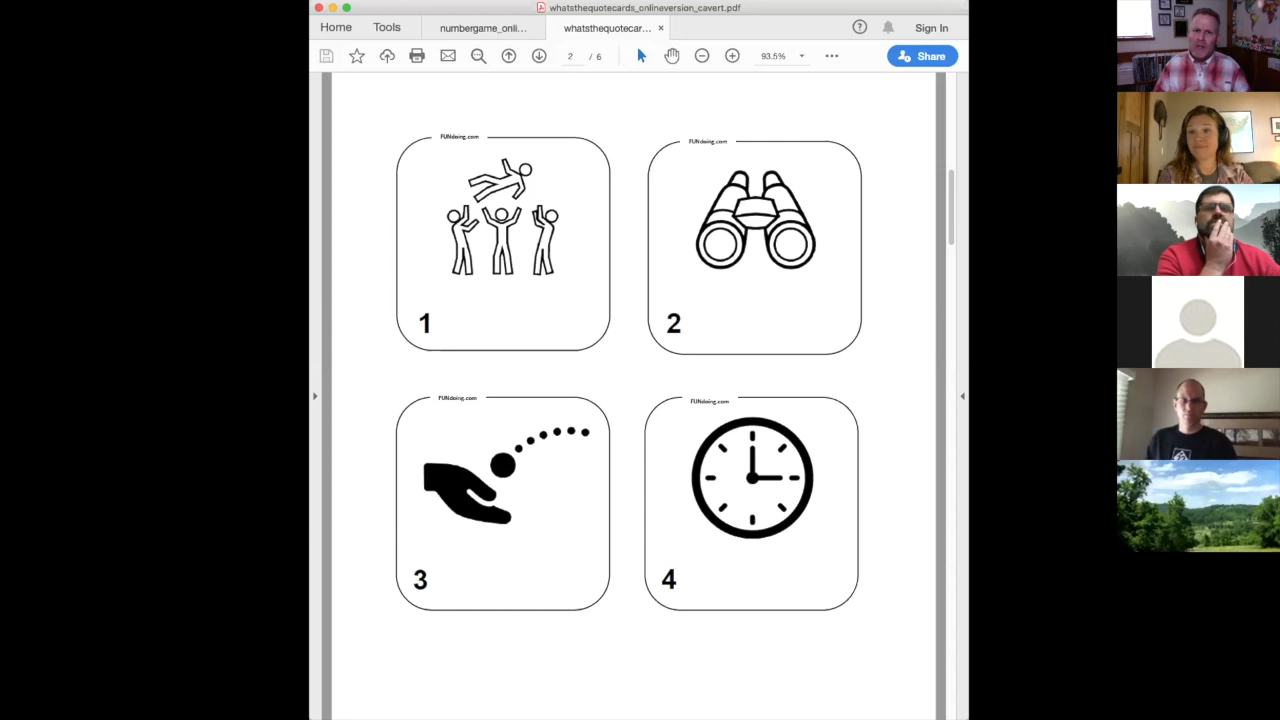 whatsthequotecards_onlineversion_cavert.pdf
Home Tools numbergame_onli... whatsthequotecar... × Sign In
2 / 6 93.5% Share
FUNdoing.com
1
FUNdoing.com
2
FUNdoing.com
3
FUNdoing.com
4